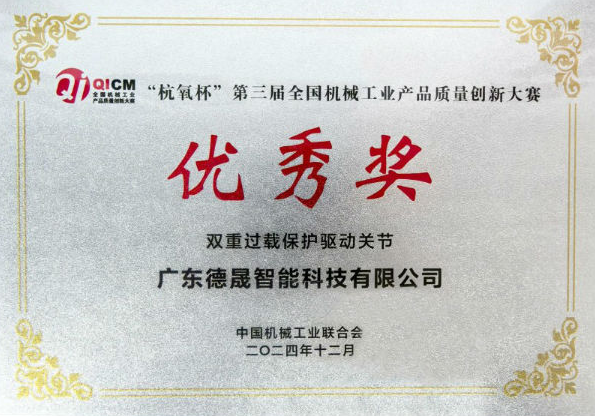 QICM
全国机械工业
产品质量创新大赛
“杭氧杯”第三届全国机械工业产品质量创新大赛
优秀奖
双重过载保护驱动关节
广东德晟智能科技有限公司
中国机械工业联合会
二〇二四年十二月